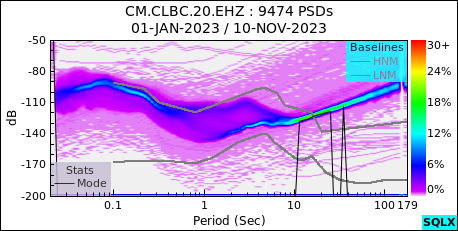 CM.CLBC.20.EHZ : 9474 PSDs
01-JAN-2023 / 10-NOV-2023
dB
-50
-80
-110
-140
-170
-200
Baselines
HNM
LNM
Stats
Mode
30+
24%
18%
12%
6%
0%
0.1
1
10
100
179
Period (Sec)
SQLX